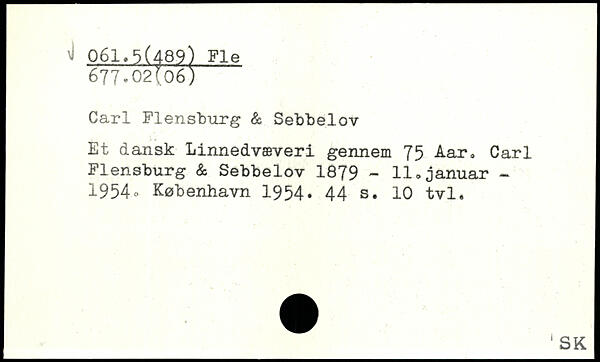 061.5(489) Fle
677.02(06)
Carl Flensburg & Sebbelov
Et dansk Linnedvæveri gennem 75 Aar. Carl
Flensburg & Sebbelov 1879 - 11.januar -
1954. København 1954. 44 s. 10 tvl.
SK